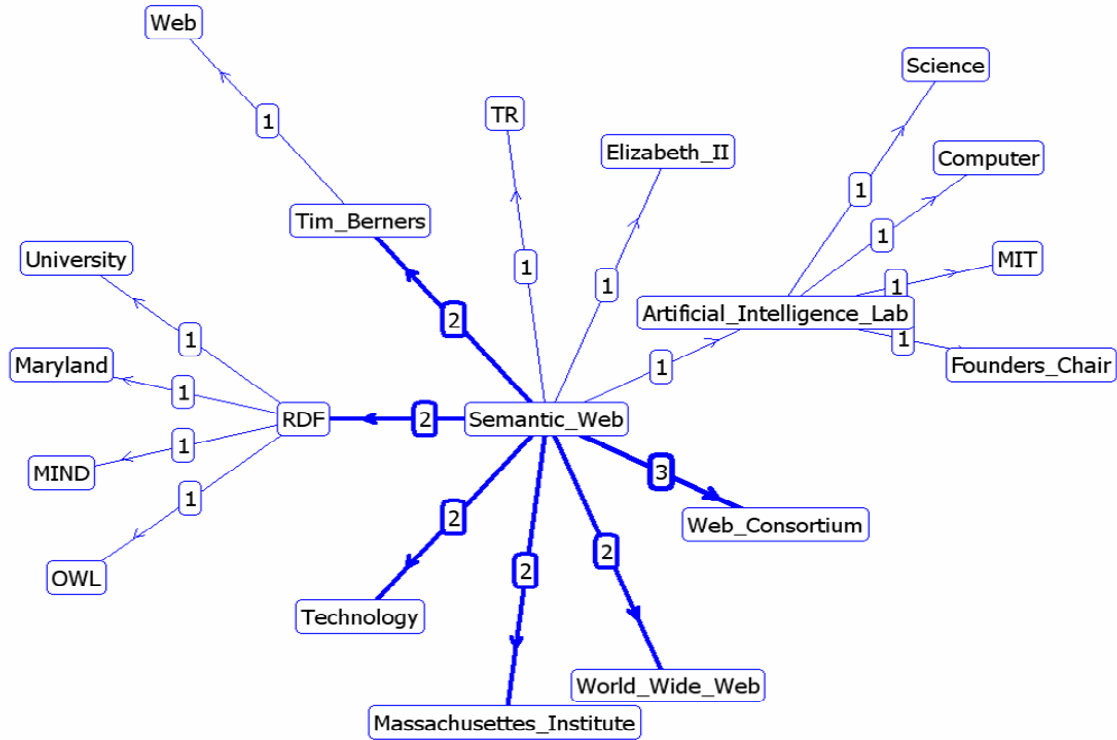 Web
Science
TR
1
Elizabeth_II
Computer
1
Tim_Berners
1
University
MIT
1
1
1
1
Artificial_Intelligence_Lab
2
1
1
Maryland
1
Founders_Chair
1
RDF
2
Semantic_Web
1
MIND
3
1
2
Web_Consortium
2
OWL
2
Technology
World_Wide_Web
Massachusettes_Institute